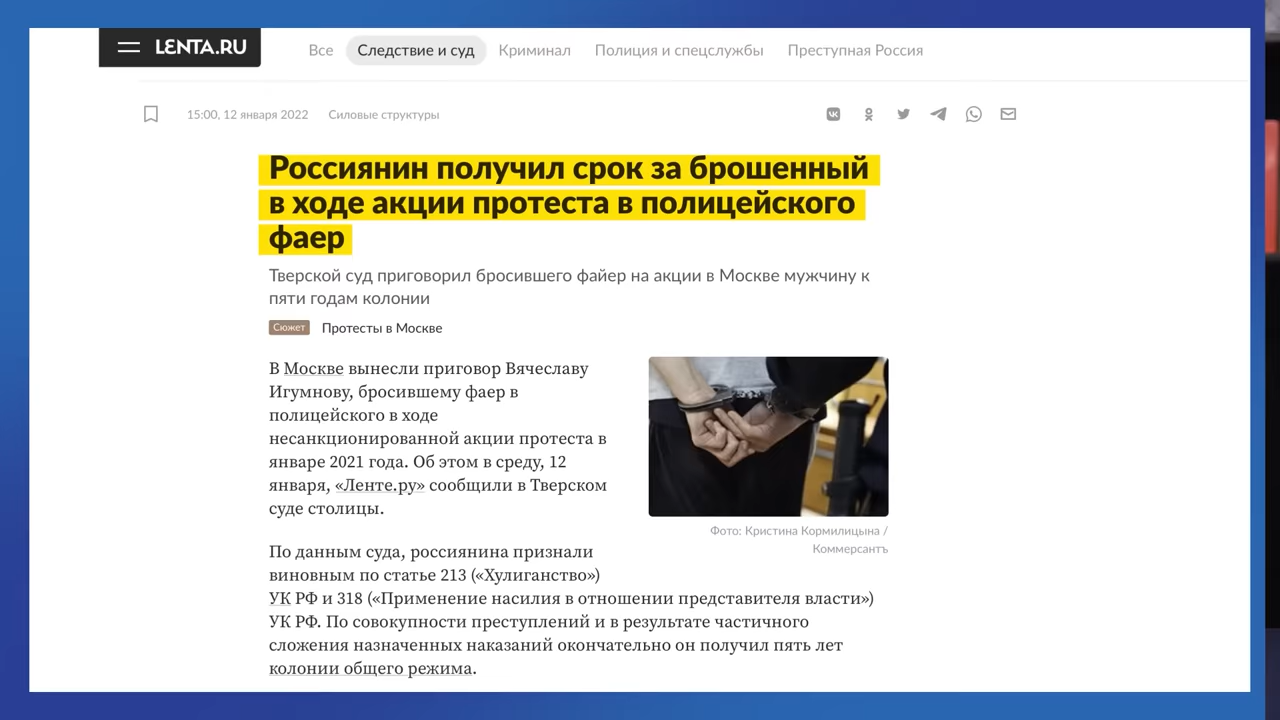 LENTA.RU
Все Следствие и суд Криминал Полиция и спецслужбы Преступная Россия
15:00, 12 января 2022 Силовые структуры
Россиянин получил срок за брошенный
в ходе акции протеста в полицейского
фаер
Тверской суд приговорил бросившего файер на акции в Москве мужчину к
пяти годам колонии
Сюжет Протесты в Москве
В Москве вынесли приговор Вячеславу
Игумнову, бросившему фаер в
полицейского в ходе
несанкционированной акции протеста в
январе 2021 года. Об этом в среду, 12
января, «Ленте.ру» сообщили в Тверском
суде столицы.
Фото: Кристина Кормилицына /
Коммерсантъ
По данным суда, россиянина признали
виновным по статье 213 («Хулиганство»)
УК РФ и 318 («Применение насилия в отношении представителя власти»)
УК РФ. По совокупности преступлений и в результате частичного
сложения назначенных наказаний окончательно он получил пять лет
колонии общего режима.